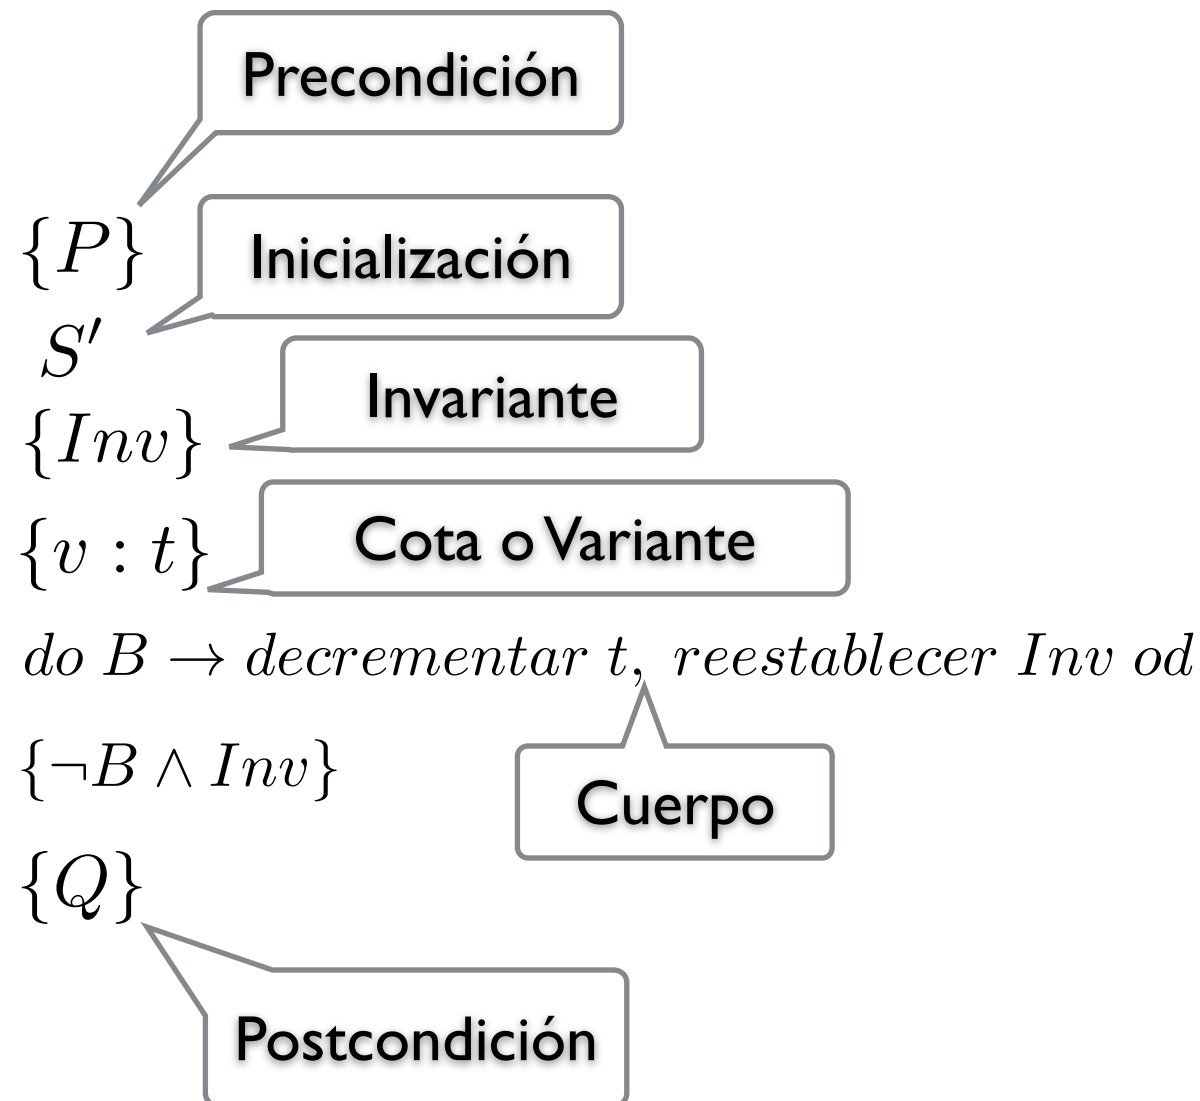 Precondición
{P}
Inicialización
S′
Invariante
{Inv}
Cota o Variante
{v : t}
do B → decrementar t, reestablecer Inv od
{¬B ∧ Inv}
Cuerpo
{Q}
Postcondición